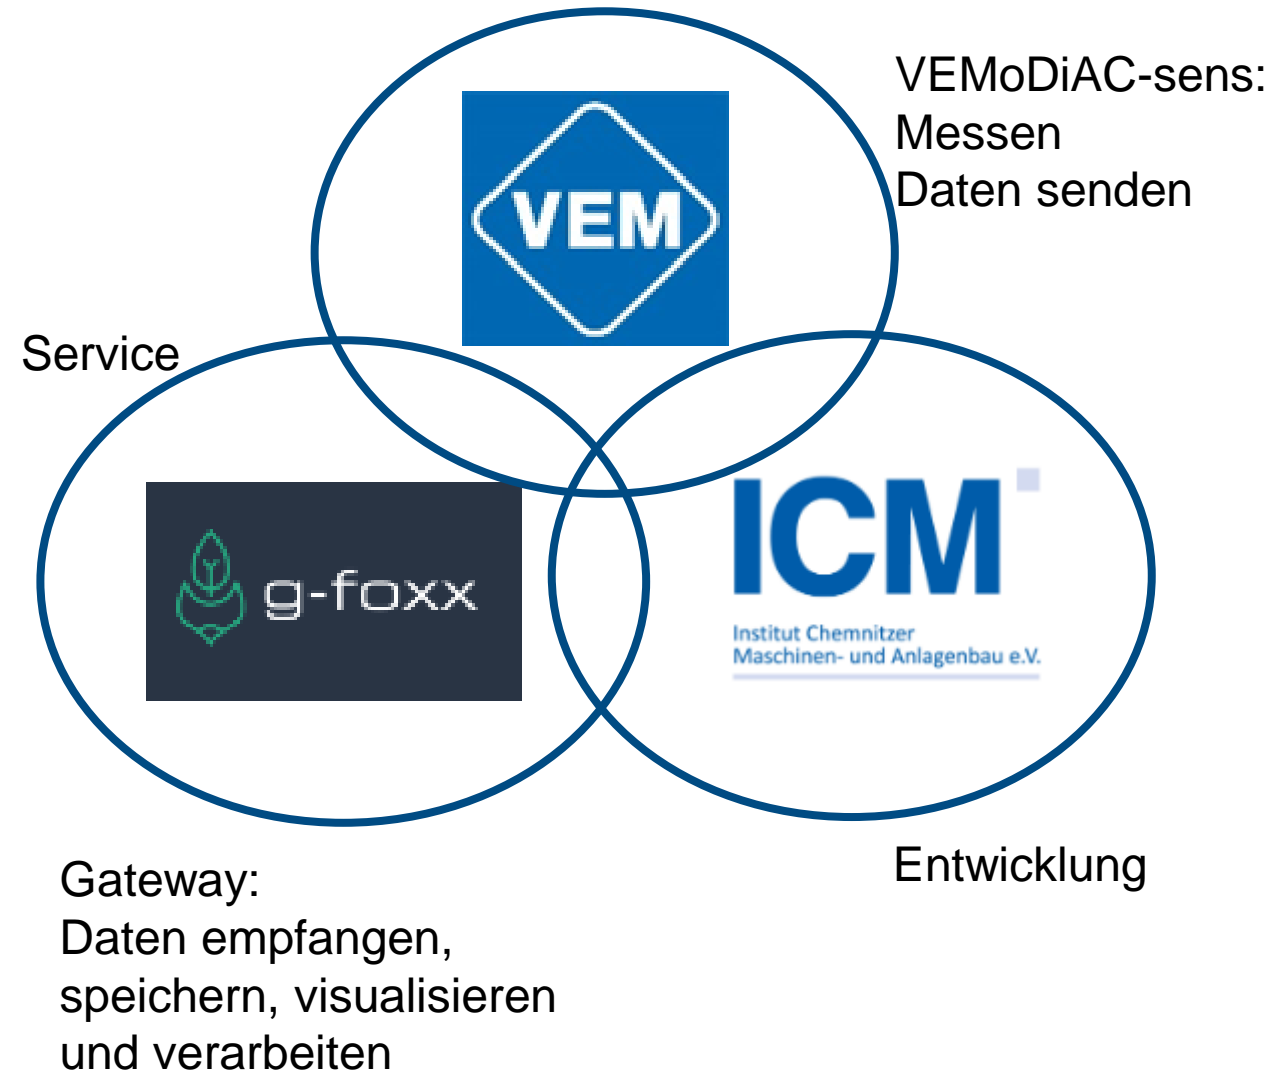 VEMoDiAC-sens:
Messen
Daten senden
VEM
Service
g-foxx
ICM
Institut Chemnitzer
Maschinen- und Anlagenbau e.V.
Entwicklung
Gateway:
Daten empfangen,
speichern, visualisieren
und verarbeiten